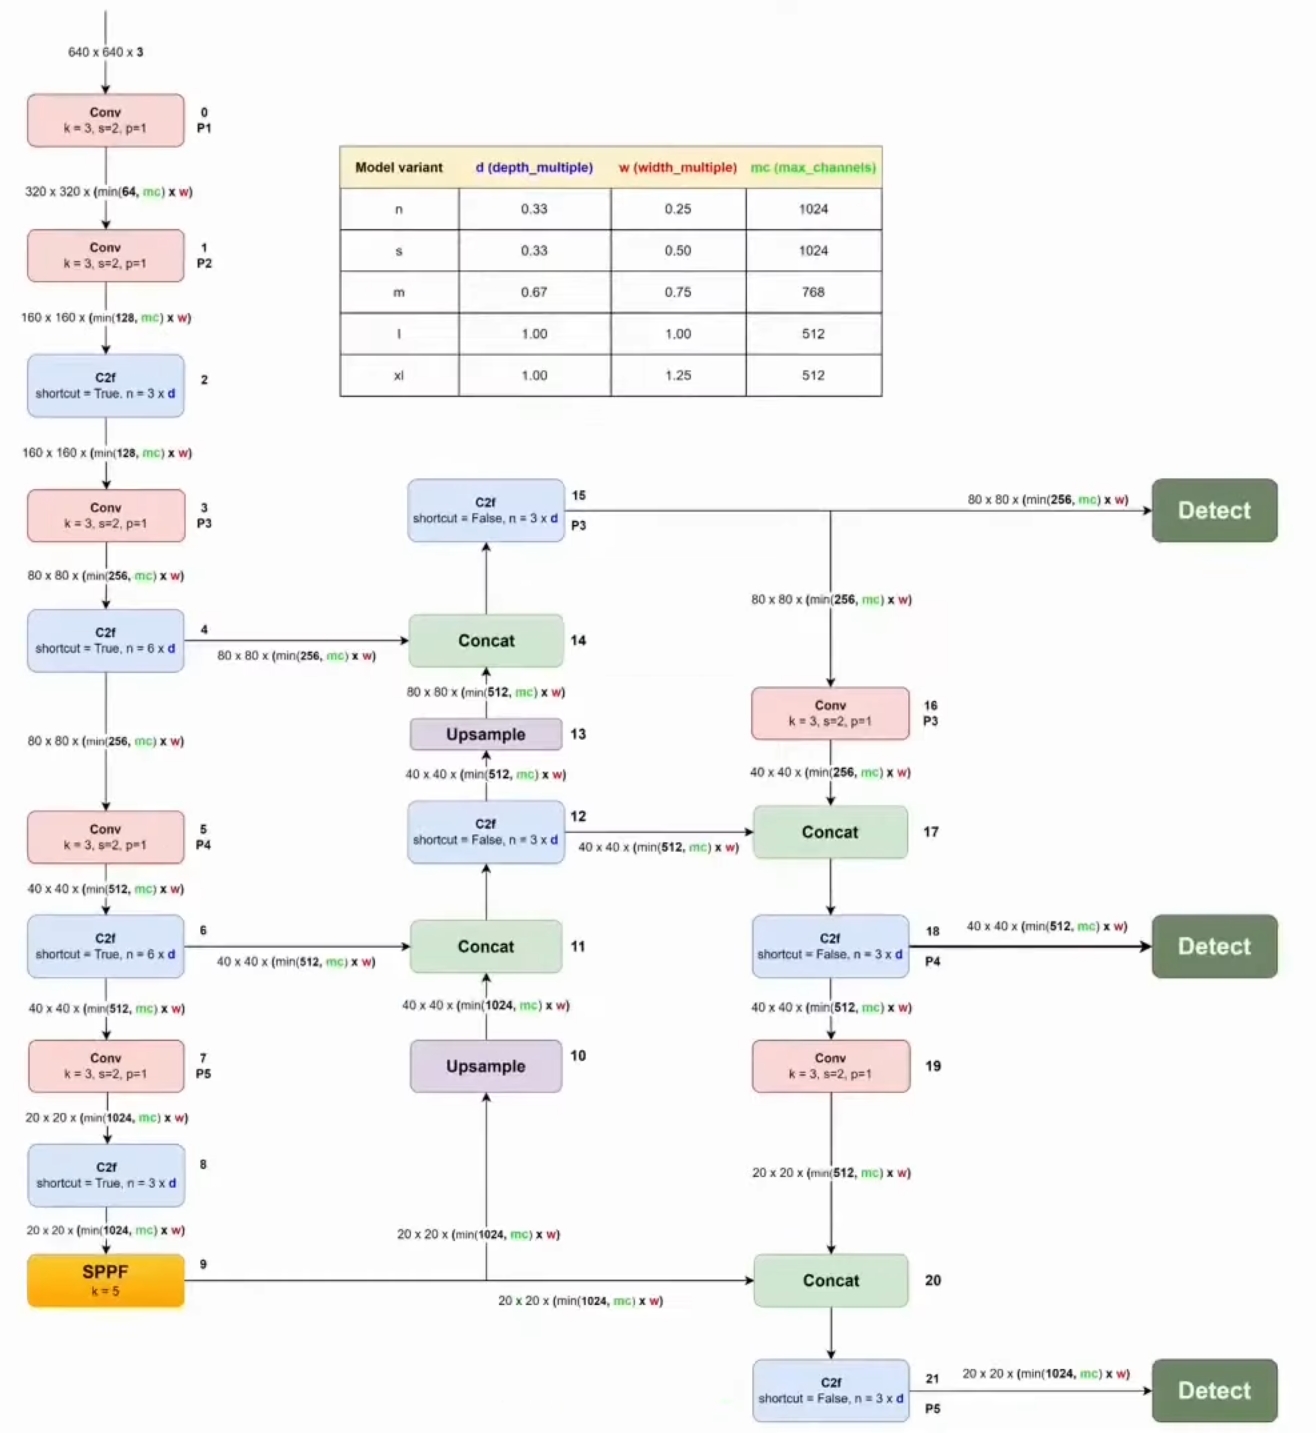 640 x 640 x 3
Conv
k = 3, s=2, p=1
0
P1
320 x 320 x (min(64, mc) x w)
Conv
k = 3, s=2, p=1
1
P2
160 x 160 x (min(128, mc) x w)
C2f
shortcut = True, n = 3 x d
2
160 x 160 x (min(128, mc) x w)
Conv
k = 3, s=2, p=1
3
P3
80 x 80 x (min(256, mc) x w)
C2f
shortcut = True, n = 6 x d
4
80 x 80 x (min(256, mc) x w)
80 x 80 x (min(256, mc) x w)
Conv
k = 3, s=2, p=1
5
P4
40 x 40 x (min(512, mc) x w)
C2f
shortcut = True, n = 6 x d
6
40 x 40 x (min(512, mc) x w)
40 x 40 x (min(512, mc) x w)
Conv
k = 3, s=2, p=1
7
P5
20 x 20 x (min(1024, mc) x w)
C2f
shortcut = True, n = 3 x d
8
20 x 20 x (min(1024, mc) x w)
SPPF
k = 5
9
Model variant d (depth_multiple) w (width_multiple) mc (max_channels)
n 0.33 0.25 1024
s 0.33 0.50 1024
m 0.67 0.75 768
l 1.00 1.00 512
xl 1.00 1.25 512
C2f
shortcut = False, n = 3 x d
15
P3
Concat
14
80 x 80 x (min(512, mc) x w)
Upsample
13
40 x 40 x (min(512, mc) x w)
C2f
shortcut = False, n = 3 x d
12
40 x 40 x (min(512, mc) x w)
Concat
11
40 x 40 x (min(1024, mc) x w)
Upsample
10
20 x 20 x (min(1024, mc) x w)
20 x 20 x (min(1024, mc) x w)
80 x 80 x (min(256, mc) x w)
Detect
80 x 80 x (min(256, mc) x w)
Conv
k = 3, s=2, p=1
16
P3
40 x 40 x (min(256, mc) x w)
Concat
17
C2f
shortcut = False, n = 3 x d
18
P4
40 x 40 x (min(512, mc) x w)
Detect
40 x 40 x (min(512, mc) x w)
Conv
k = 3, s=2, p=1
19
20 x 20 x (min(512, mc) x w)
Concat
20
C2f
shortcut = False, n = 3 x d
21
P5
20 x 20 x (min(1024, mc) x w)
Detect